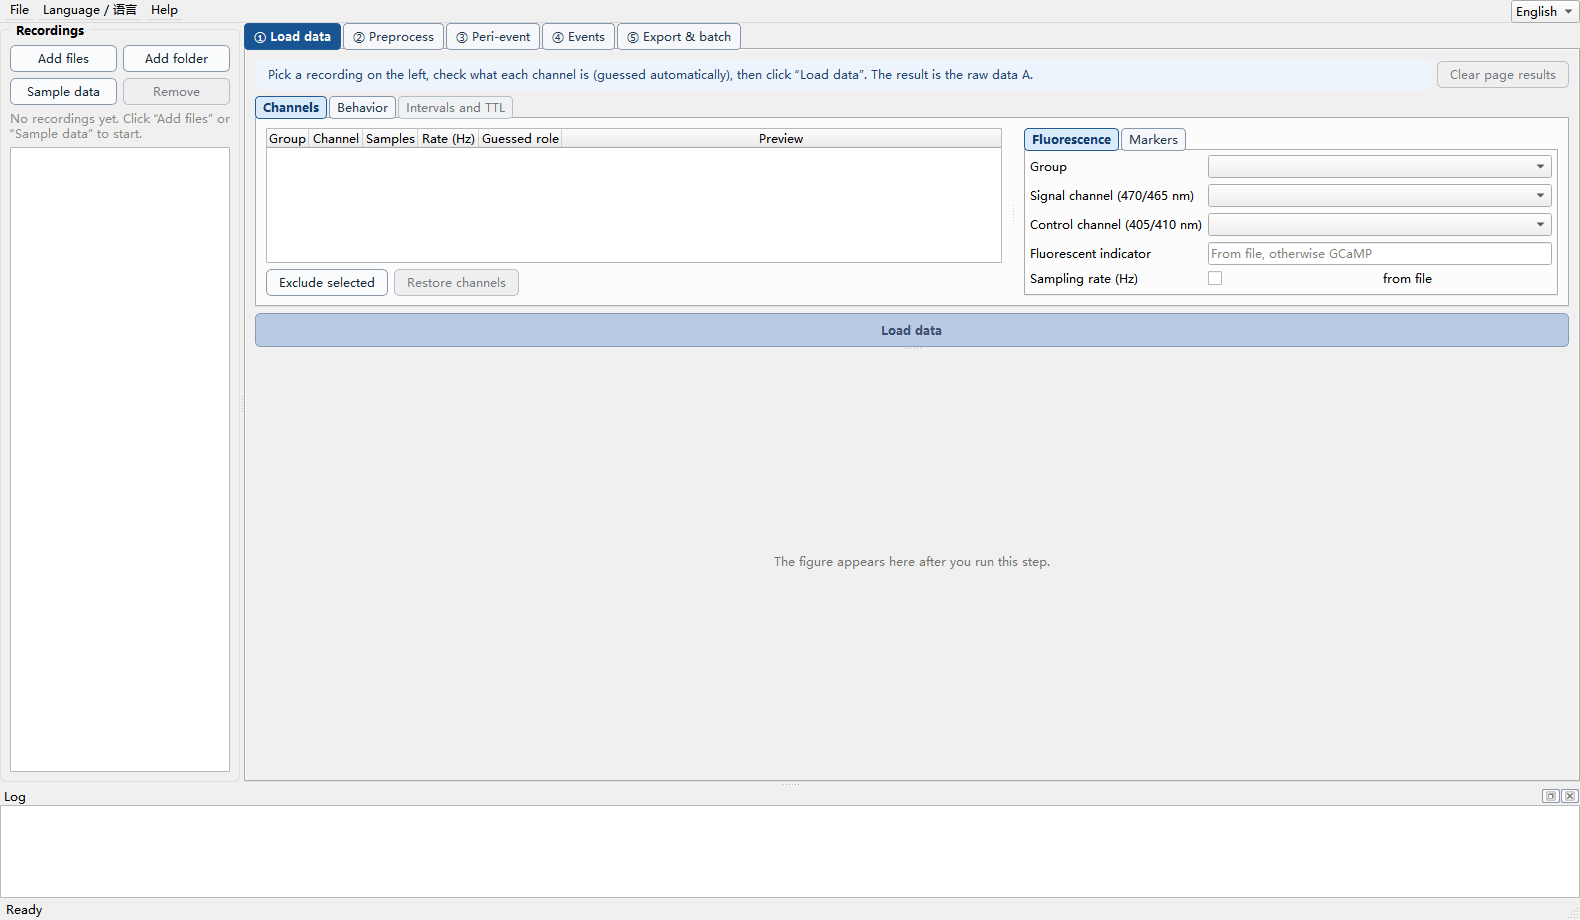 File Language / 语言 Help
English
Recordings
Add files
Add folder
Sample data
Remove
No recordings yet. Click “Add files” or
“Sample data” to start.
① Load data
② Preprocess
③ Peri-event
④ Events
⑤ Export & batch
Pick a recording on the left, check what each channel is (guessed automatically), then click “Load data”. The result is the raw data A.
Clear page results
Channels
Behavior
Intervals and TTL
Group Channel Samples Rate (Hz) Guessed role Preview
Exclude selected
Restore channels
Fluorescence
Markers
Group
Signal channel (470/465 nm)
Control channel (405/410 nm)
Fluorescent indicator From file, otherwise GCaMP
Sampling rate (Hz) from file
Load data
The figure appears here after you run this step.
Log
Ready